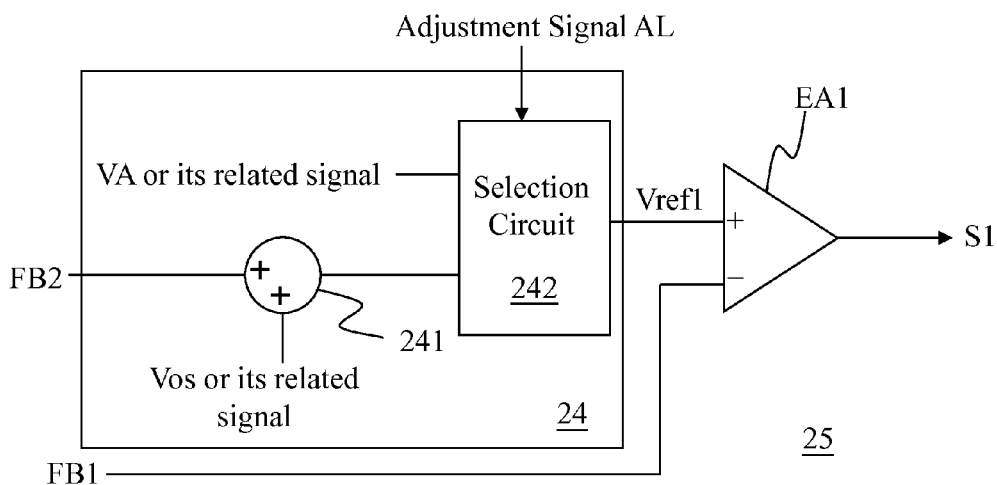 Adjustment Signal AL
EA1
VA or its related signal
Selection
Circuit
242
Vref1
+
−
S1
FB2
+
+
241
Vos or its related
signal
24
25
FB1